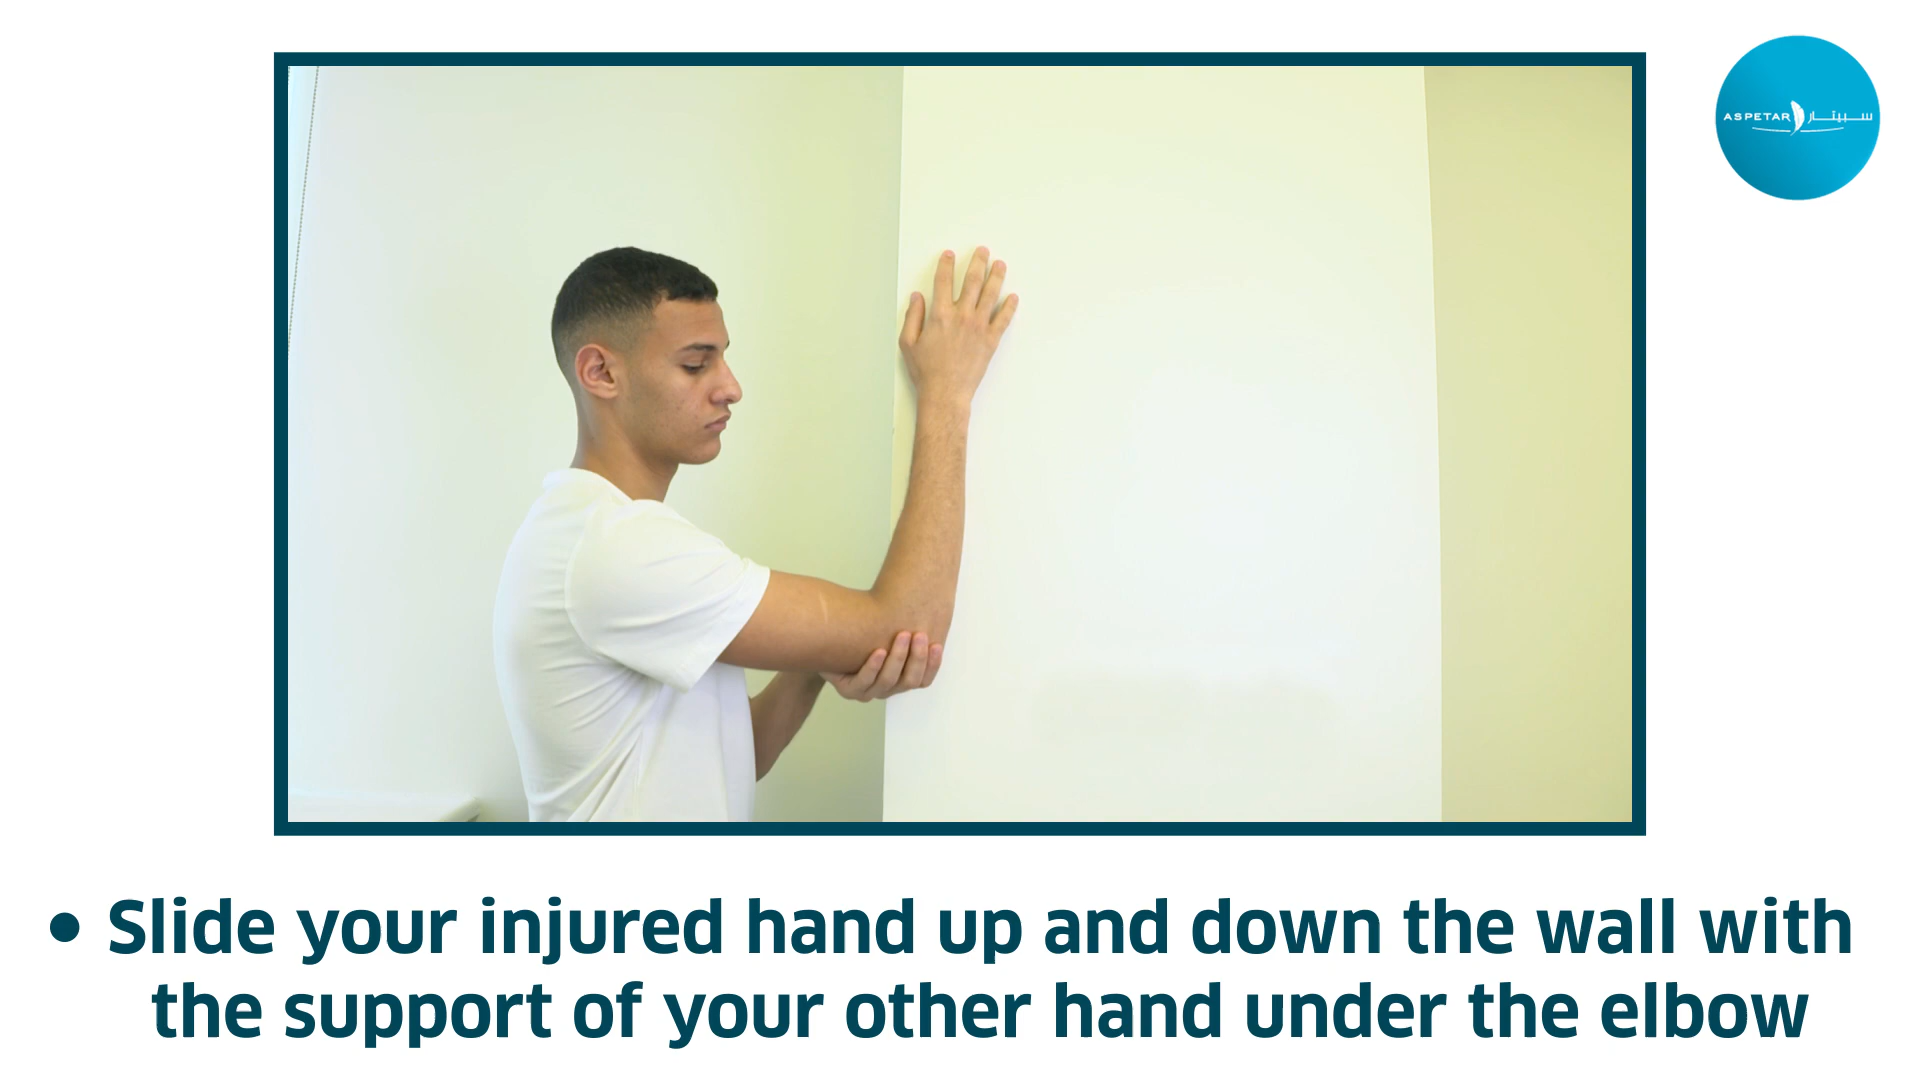 ASPETAR سبيتار
• Slide your injured hand up and down the wall with
the support of your other hand under the elbow